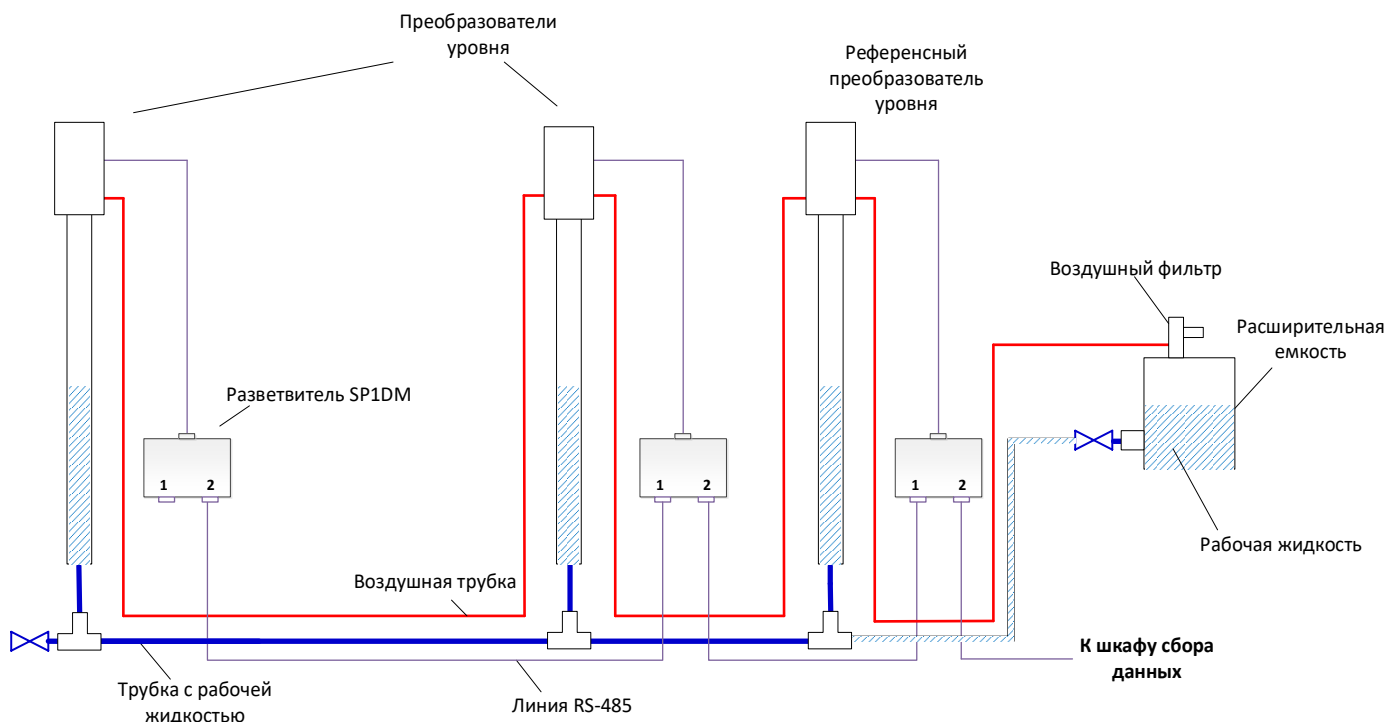 Преобразователи
уровня
Референсный
преобразователь
уровня
Воздушный фильтр
Расширительная
емкость
Разветвитель SP1DM
1 2
1 2
1 2
Рабочая жидкость
Воздушная трубка
К шкафу сбора
данных
Трубка с рабочей
жидкостью
Линия RS-485